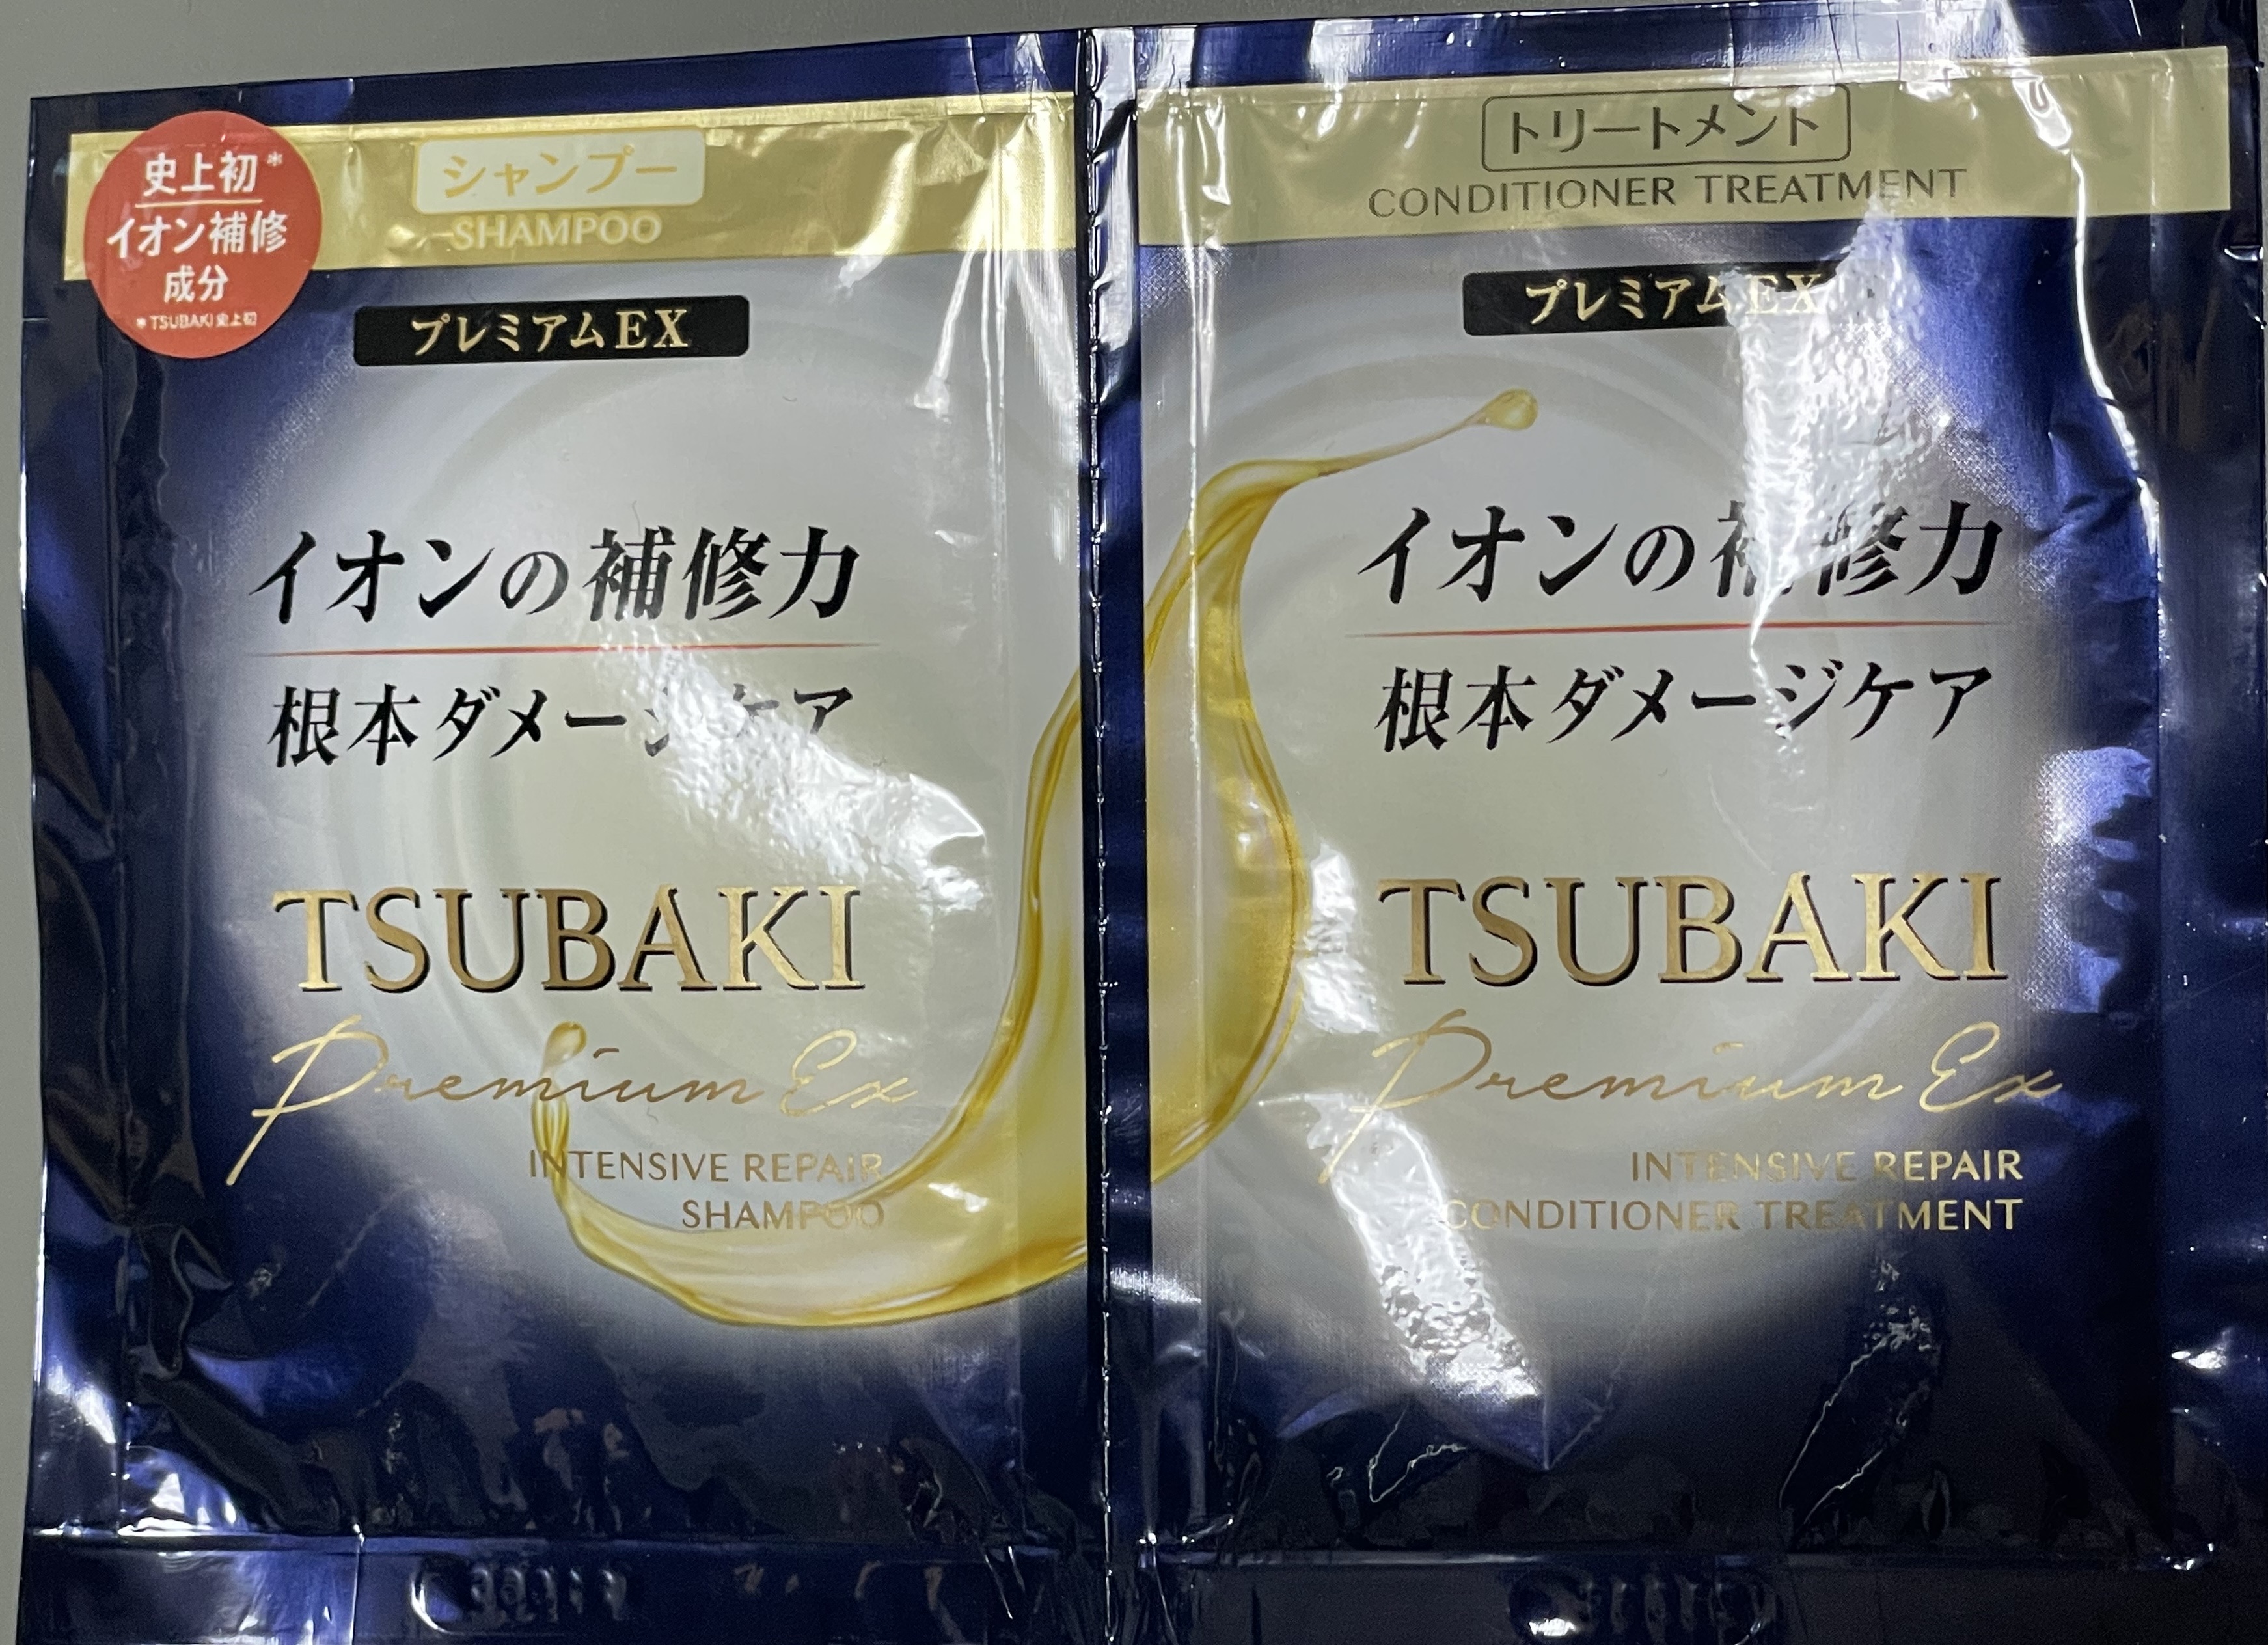 史上初*
イオン補修
成分
*TSUBAKI史上初
シャンプー
SHAMPOO
プレミアムEX
イオンの補修力
根本ダメージケア
TSUBAKI
Premium Ex
INTENSIVE REPAIR
SHAMPOO
トリートメント
CONDITIONER TREATMENT
プレミアムEX
イオンの補修力
根本ダメージケア
TSUBAKI
Premium Ex
INTENSIVE REPAIR
CONDITIONER TREATMENT